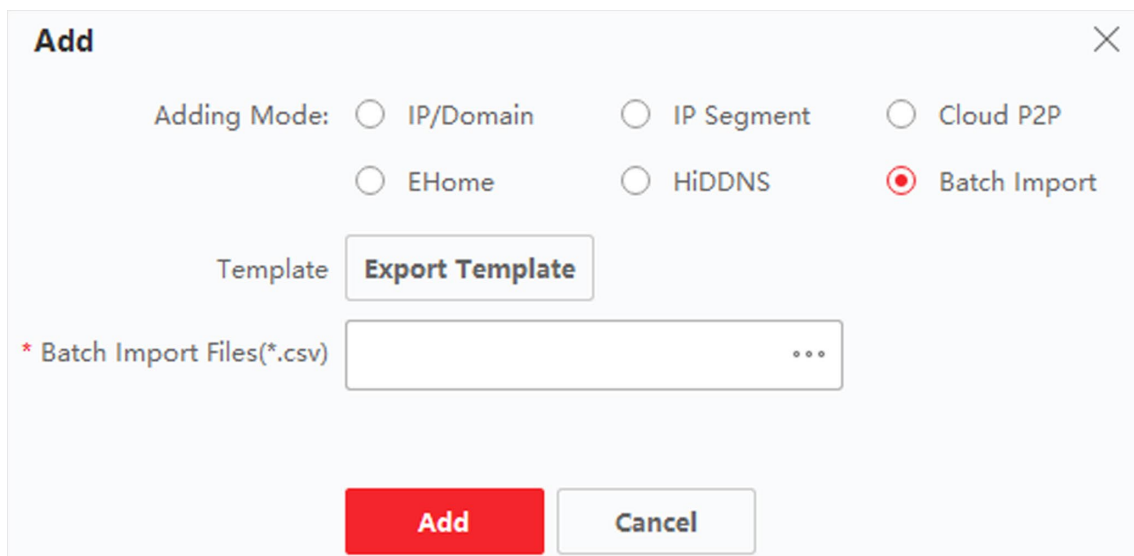 Add
Adding Mode: IP/Domain IP Segment Cloud P2P
EHome HiDDNS Batch Import
Template Export Template
* Batch Import Files(*.csv)
Add Cancel